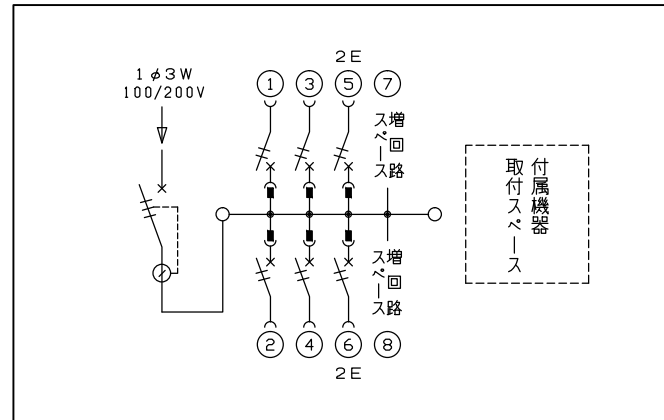 1φ3W
100/200V
2E
① ③ ⑤ ⑦
増回路
スペース
付属機器
取付スペース
増回路
スペース
② ④ ⑥ ⑧
2E